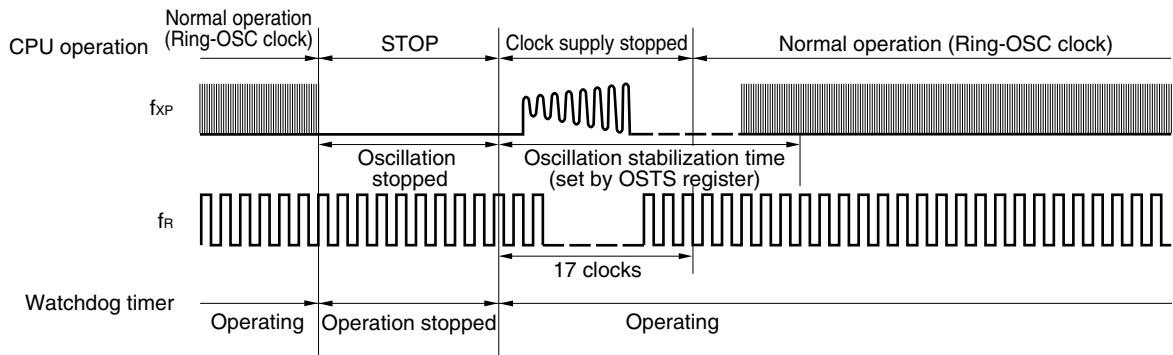 Normal operation
(Ring-OSC clock)
CPU operation
STOP
Clock supply stopped
Normal operation (Ring-OSC clock)
fXP
Oscillation
stopped
Oscillation stabilization time
(set by OSTS register)
fR
17 clocks
Watchdog timer
Operating
Operation stopped
Operating